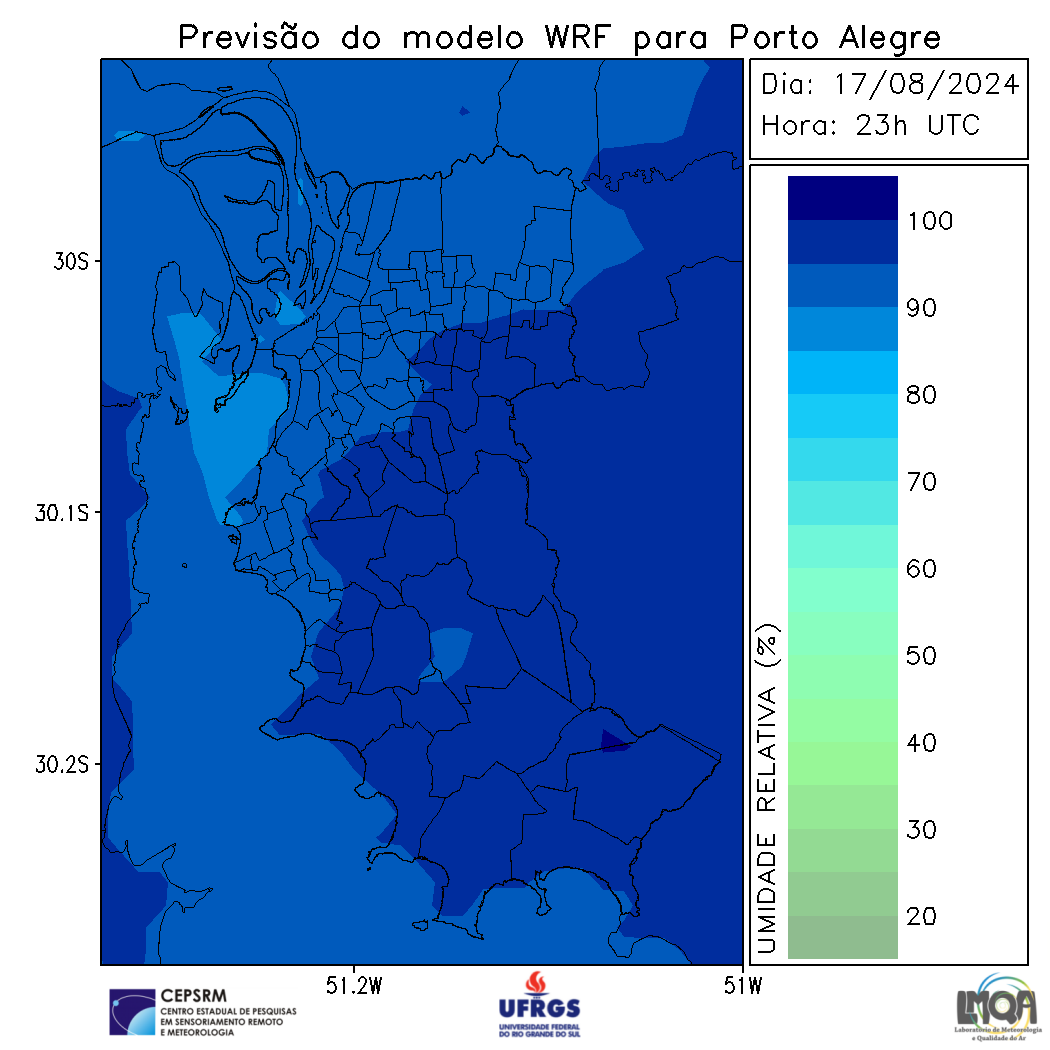 Previsão do modelo WRF para Porto Alegre
Dia: 17/08/2024
Hora: 23h UTC
30S
30.1S
30.2S
51.2W
51W
100
90
80
70
60
50
40
30
20
UMIDADE RELATIVA (%)
CEPSRM
CENTRO ESTADUAL DE PESQUISAS
EM SENSORIAMENTO REMOTO
E METEOROLOGIA
UFRGS
UNIVERSIDADE FEDERAL
DO RIO GRANDE DO SUL
LMQA
Laboratório de Meteorologia
e Qualidade do Ar